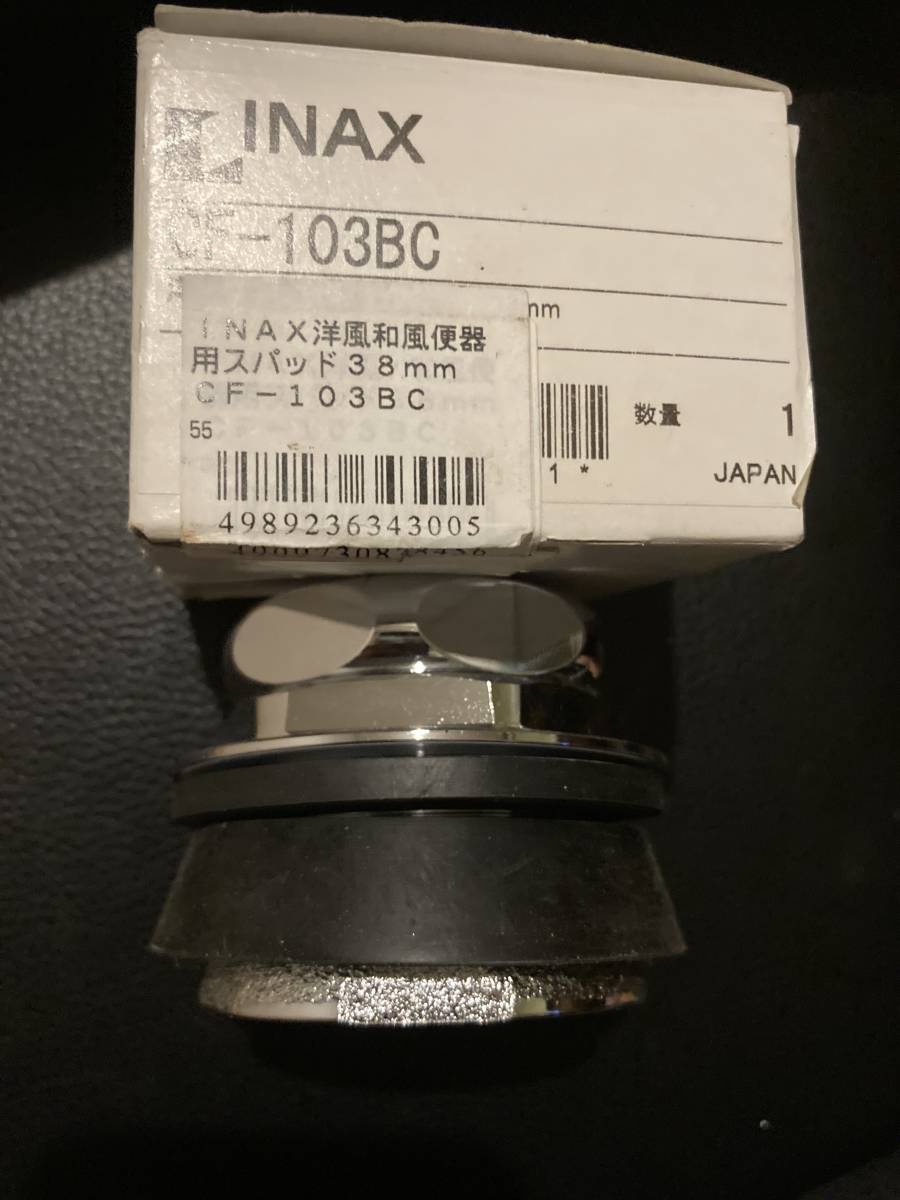 INAX
CF-103BC
mm
INAX洋風和風便器
用スパッド38mm
CF-103BC
55
4989236343005
数量 1
1 *
JAPAN